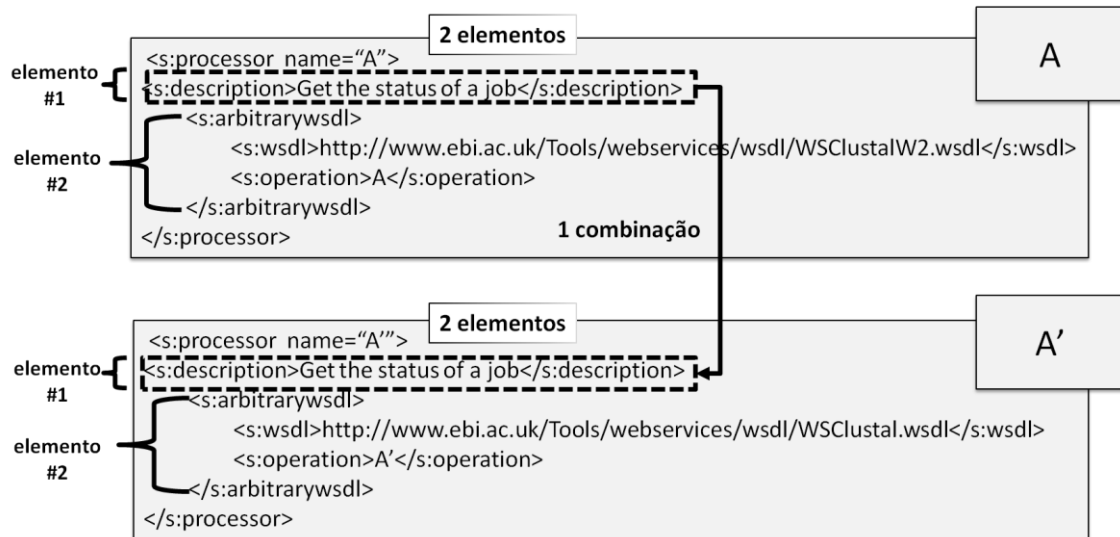 2 elementos
A
<s:processor name=“A”>
elemento
#1
<s:description>Get the status of a job</s:description>
elemento
#2
<s:arbitrarywsdl>
<s:wsdl>http://www.ebi.ac.uk/Tools/webservices/wsdl/WSClustalW2.wsdl</s:wsdl>
<s:operation>A</s:operation>
</s:arbitrarywsdl>
</s:processor>
1 combinação
2 elementos
A’
<s:processor name=“A’”>
elemento
#1
<s:description>Get the status of a job</s:description>
elemento
#2
<s:arbitrarywsdl>
<s:wsdl>http://www.ebi.ac.uk/Tools/webservices/wsdl/WSClustal.wsdl</s:wsdl>
<s:operation>A’</s:operation>
</s:arbitrarywsdl>
</s:processor>